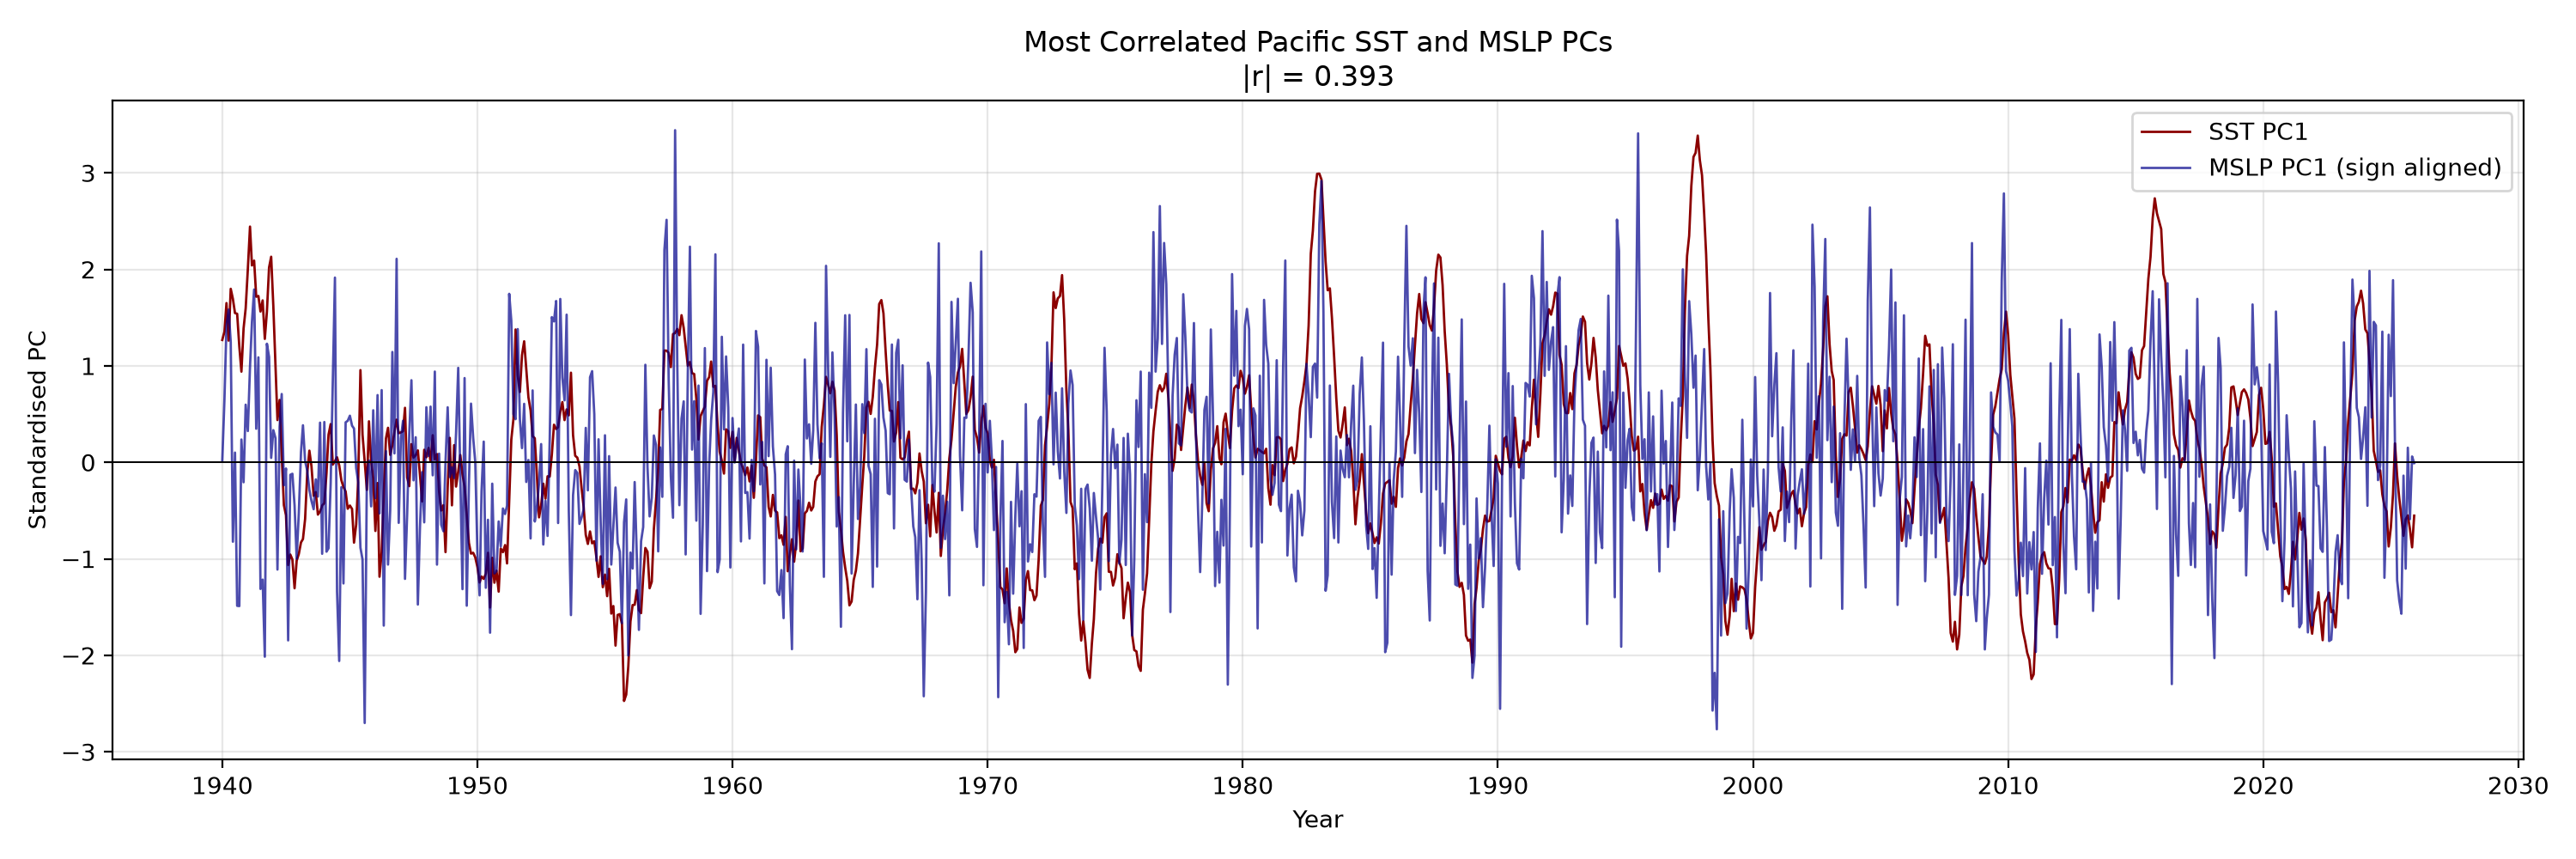 Most Correlated Pacific SST and MSLP PCs
|r| = 0.393
SST PC1
MSLP PC1 (sign aligned)
Standardised PC
3
2
1
0
−1
−2
−3
1940 1950 1960 1970 1980 1990 2000 2010 2020 2030
Year